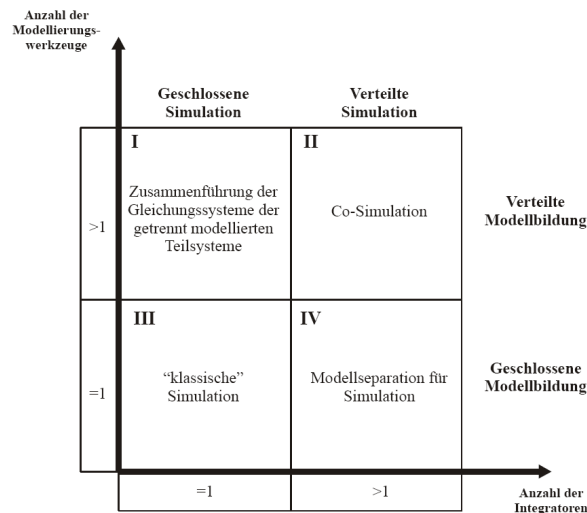 Anzahl der
Modellierungs-
werkzeuge
Geschlossene
Simulation
Verteilte
Simulation
I
II
Zusammenführung der
Gleichungssysteme der
getrennt modellierten
Teilsysteme
Co-Simulation
>1
Verteilte
Modellbildung
III
IV
“klassische”
Simulation
Modellseparation für
Simulation
=1
Geschlossene
Modellbildung
=1
>1
Anzahl der
Integratoren